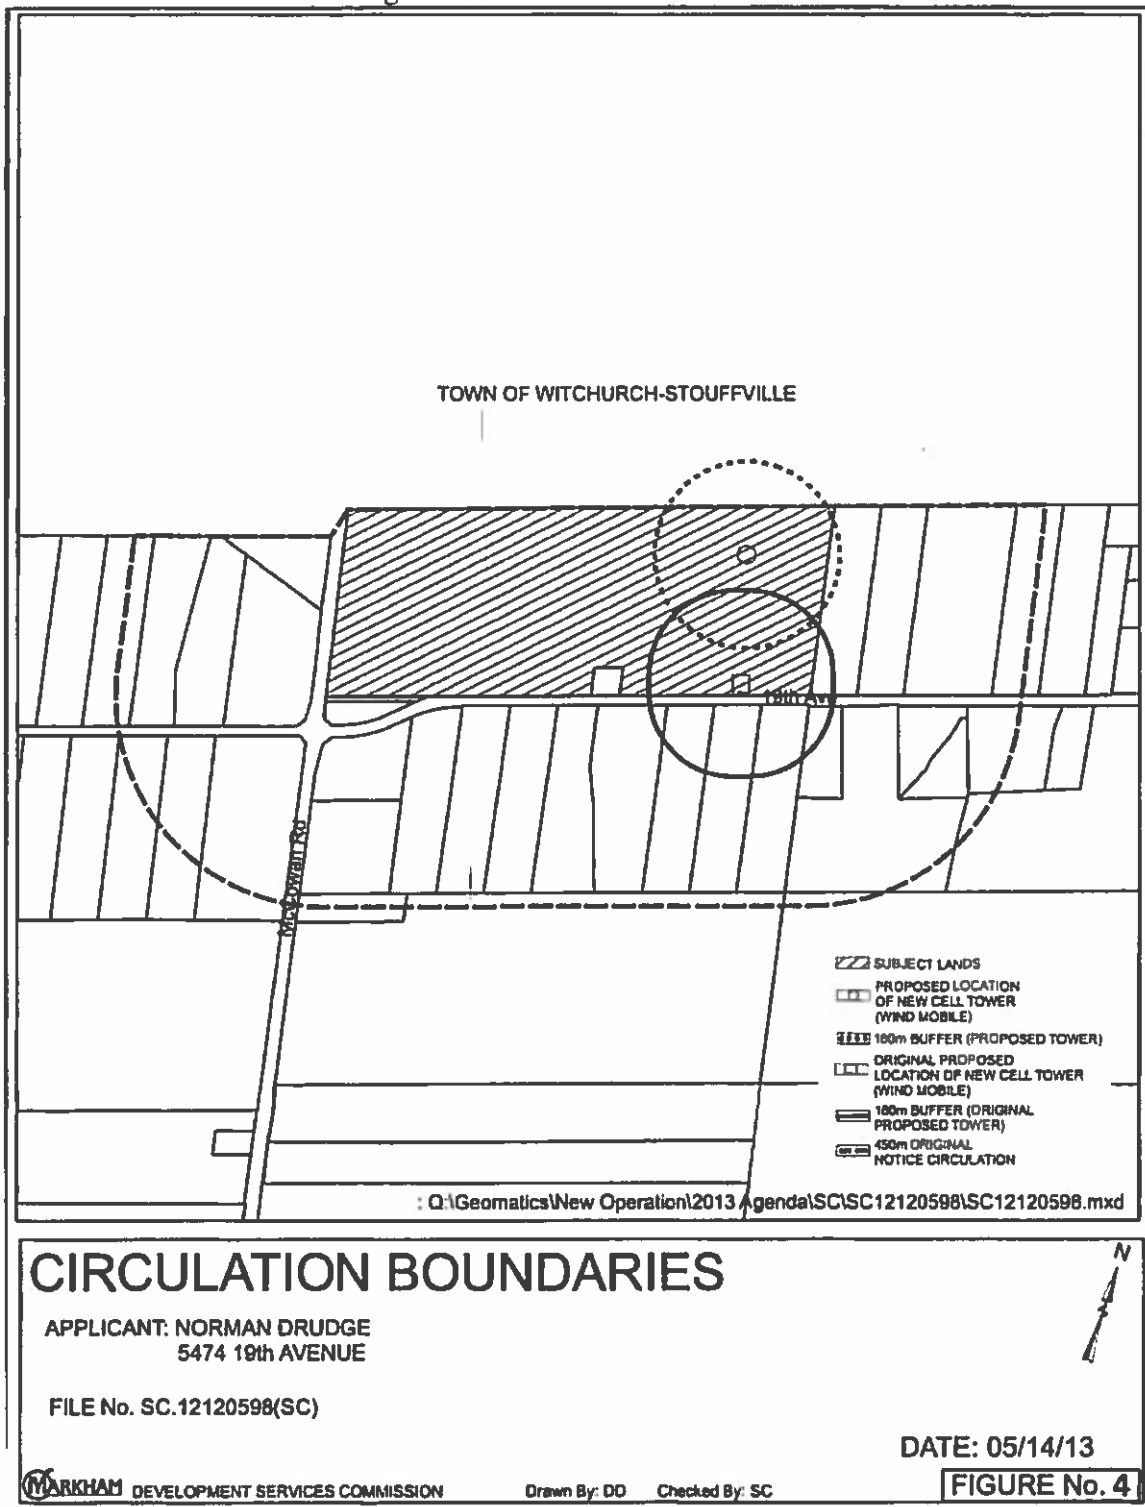 TOWN OF WITCHURCH-STOUFFVILLE
19th Av
McCowan Rd
SUBJECT LANDS
PROPOSED LOCATION
OF NEW CELL TOWER
(WIND MOBILE)
180m BUFFER (PROPOSED TOWER)
ORIGINAL PROPOSED
LOCATION OF NEW CELL TOWER
(WIND MOBILE)
180m BUFFER (ORIGINAL
PROPOSED TOWER)
450m ORIGINAL
NOTICE CIRCULATION
: Q:\Geomatics\New Operation\2013 Agenda\SC\SC12120598\SC12120598.mxd
CIRCULATION BOUNDARIES
N
APPLICANT: NORMAN DRUDGE
5474 19th AVENUE
FILE No. SC.12120598(SC)
DATE: 05/14/13
MARKHAM DEVELOPMENT SERVICES COMMISSION Drawn By: DD Checked By: SC FIGURE No. 4